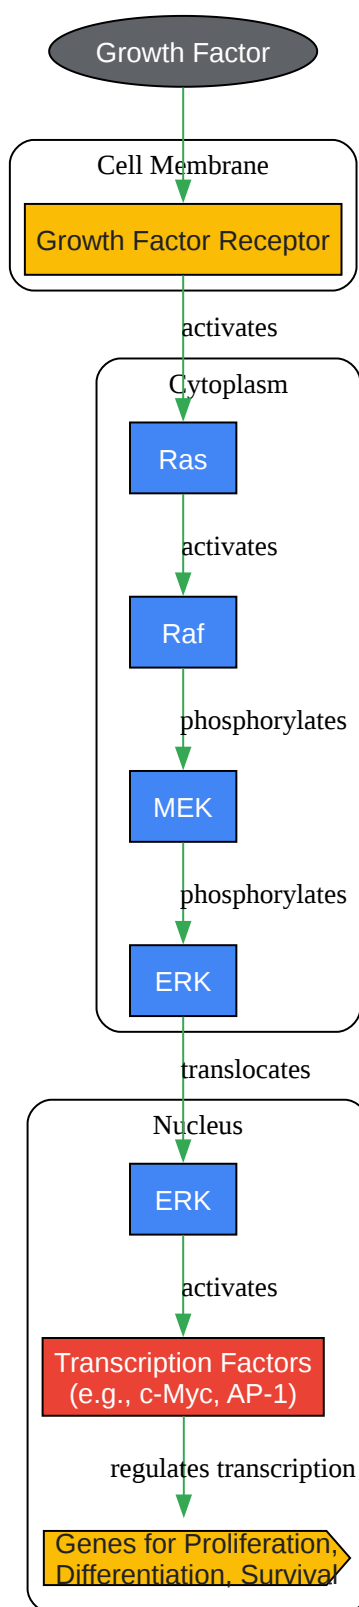 Growth Factor
Cell Membrane
Growth Factor Receptor
activates
Cytoplasm
Ras
activates
Raf
phosphorylates
MEK
phosphorylates
ERK
translocates
Nucleus
ERK
activates
Transcription Factors
(e.g., c-Myc, AP-1)
regulates transcription
Genes for Proliferation,
Differentiation, Survival